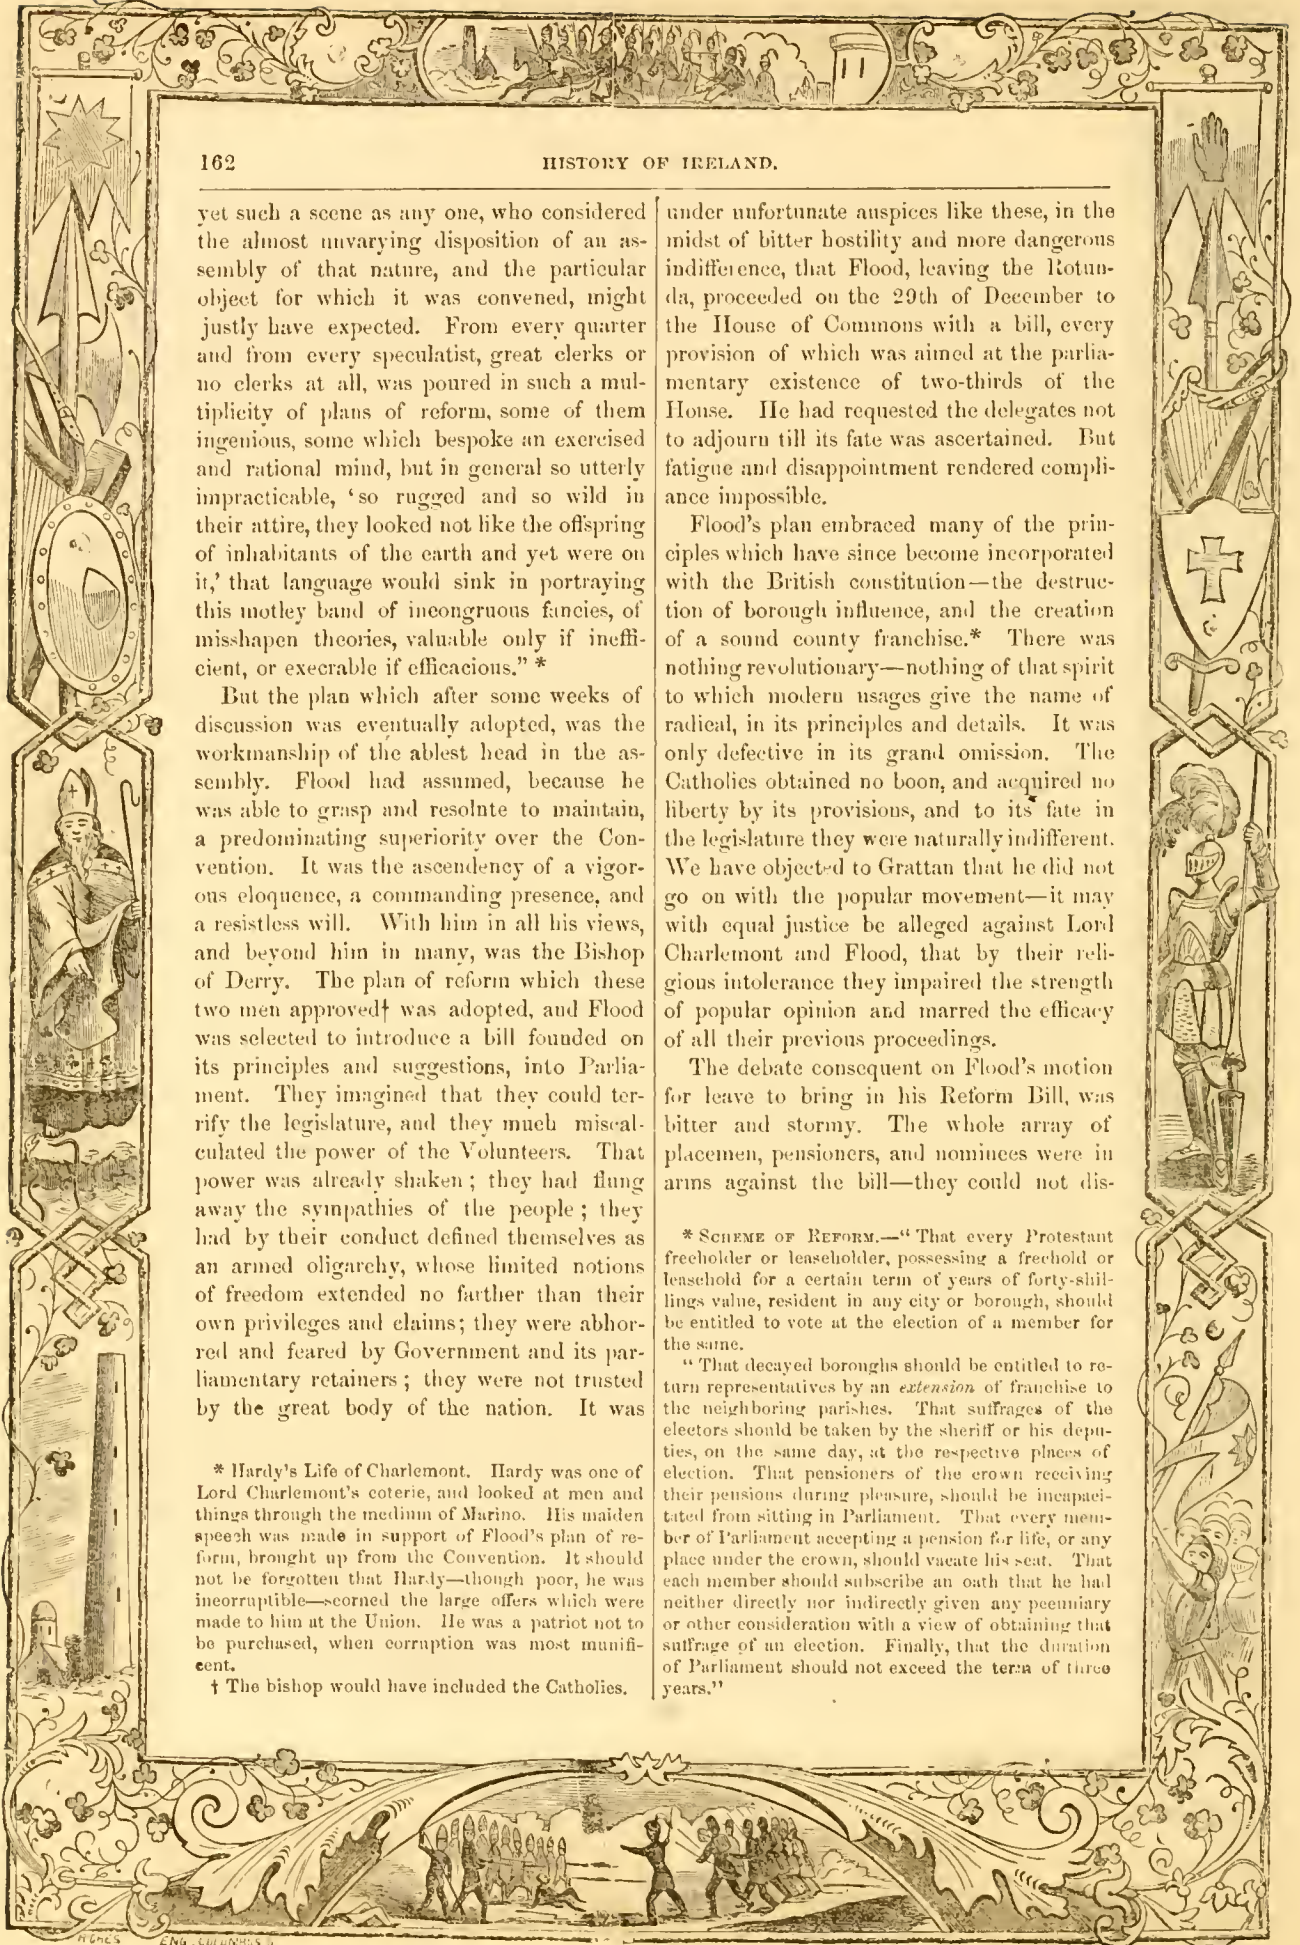 162
HISTORY OF IRELAND.
yet such a scene as any one, who considered
the almost unvarying disposition of an as-
sembly of that nature, and the particular
object for which it was convened, might
justly have expected. From every quarter
and from every speculatist, great clerks or
no clerks at all, was poured in such a mul-
tiplicity of plans of reform, some of them
ingenious, some which bespoke an exercised
and rational mind, but in general so utterly
impracticable, ‘so rugged and so wild in
their attire, they looked not like the offspring
of inhabitants of the earth and yet were on
it,’ that language would sink in portraying
this motley band of incongruous fancies, of
misshapen theories, valuable only if ineffi-
cient, or execrable if efficacious.” *
But the plan which after some weeks of
discussion was eventually adopted, was the
workmanship of the ablest head in the as-
sembly. Flood had assumed, because he
was able to grasp and resolute to maintain,
a predominating superiority over the Con-
vention. It was the ascendency of a vigor-
ous eloquence, a commanding presence, and
a resistless will. With him in all his views,
and beyond him in many, was the Bishop
of Derry. The plan of reform which these
two men approved† was adopted, and Flood
was selected to introduce a bill founded on
its principles and suggestions, into Parlia-
ment. They imagined that they could ter-
rify the legislature, and they much miscal-
culated the power of the Volunteers. That
power was already shaken; they had flung
away the sympathies of the people; they
had by their conduct defined themselves as
an armed oligarchy, whose limited notions
of freedom extended no farther than their
own privileges and claims; they were abhor-
red and feared by Government and its par-
liamentary retainers; they were not trusted
by the great body of the nation. It was
* Hardy’s Life of Charlemont. Hardy was one of
Lord Charlemont’s coterie, and looked at men and
things through the medium of Marino. His maiden
speech was made in support of Flood’s plan of re-
form, brought up from the Convention. It should
not be forgotten that Hardy—though poor, he was
incorruptible—scorned the large offers which were
made to him at the Union. He was a patriot not to
be purchased, when corruption was most munifi-
cent.
† The bishop would have included the Catholics.
under unfortunate auspices like these, in the
midst of bitter hostility and more dangerous
indifference, that Flood, leaving the Rotun-
da, proceeded on the 29th of December to
the House of Commons with a bill, every
provision of which was aimed at the parlia-
mentary existence of two-thirds of the
House. He had requested the delegates not
to adjourn till its fate was ascertained. But
fatigue and disappointment rendered compli-
ance impossible.
Flood’s plan embraced many of the prin-
ciples which have since become incorporated
with the British constitution—the destruc-
tion of borough influence, and the creation
of a sound county franchise.* There was
nothing revolutionary—nothing of that spirit
to which modern usages give the name of
radical, in its principles and details. It was
only defective in its grand omission. The
Catholics obtained no boon, and acquired no
liberty by its provisions, and to its fate in
the legislature they were naturally indifferent.
We have objected to Grattan that he did not
go on with the popular movement—it may
with equal justice be alleged against Lord
Charlemont and Flood, that by their reli-
gious intolerance they impaired the strength
of popular opinion and marred the efficacy
of all their previous proceedings.
The debate consequent on Flood’s motion
for leave to bring in his Reform Bill, was
bitter and stormy. The whole array of
placemen, pensioners, and nominees were in
arms against the bill—they could not dis-
* SCHEME OF REFORM.—“That every Protestant
freeholder or leaseholder, possessing a freehold or
leasehold for a certain term of years of forty-shil-
lings value, resident in any city or borough, should
be entitled to vote at the election of a member for
the same.
“That decayed boroughs should be entitled to re-
turn representatives by an extension of franchise to
the neighboring parishes. That suffrages of the
electors should be taken by the sheriff or his depu-
ties, on the same day, at the respective places of
election. That pensioners of the crown receiving
their pensions during pleasure, should be incapaci-
tated from sitting in Parliament. That every mem-
ber of Parliament accepting a pension for life, or any
place under the crown, should vacate his seat. That
each member should subscribe an oath that he had
neither directly nor indirectly given any pecuniary
or other consideration with a view of obtaining that
suffrage of an election. Finally, that the duration
of Parliament should not exceed the term of three
years.”
ENG.